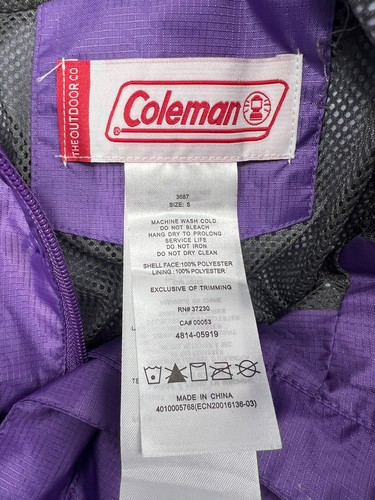 THE OUTDOOR CO
Coleman
®
3687
SIZE: S
MACHINE WASH COLD
DO NOT BLEACH
HANG DRY TO PROLONG
SERVICE LIFE
DO NOT IRON
DO NOT DRY CLEAN
SHELL FACE:100% POLYESTER
LINING:100% POLYESTER
EXCLUSIVE OF TRIMMING
RN# 37230
CA# 00053
4814-05919
MADE IN CHINA
4010005768(ECN20016136-03)